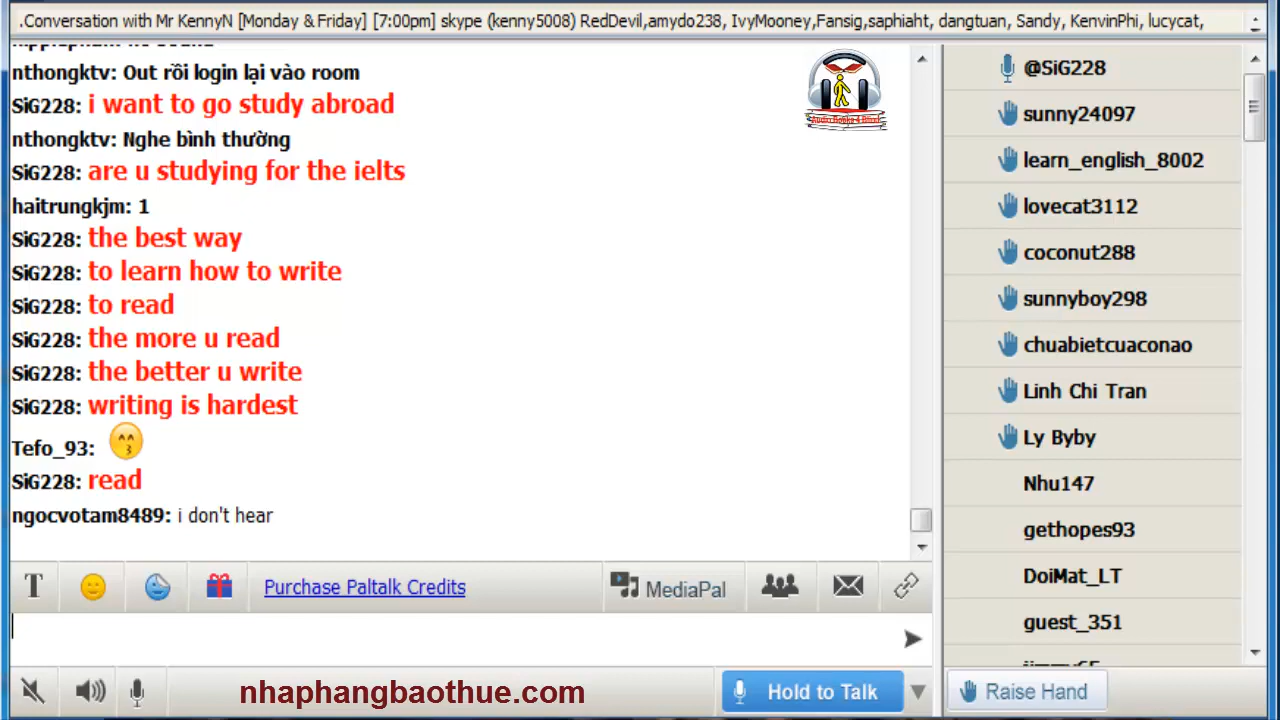 .Conversation with Mr KennyN [Monday & Friday] [7:00pm] skype (kenny5008) RedDevil,amydo238, IvyMooney,Fansig,saphiaht, dangtuan, Sandy, KenvinPhi, lucycat,
nthongktv: Out rồi login lại vào room
SiG228: i want to go study abroad
nthongktv: Nghe bình thường
SiG228: are u studying for the ielts
haitrungkjm: 1
SiG228: the best way
SiG228: to learn how to write
SiG228: to read
SiG228: the more u read
SiG228: the better u write
SiG228: writing is hardest
Tefo_93:
SiG228: read
ngocvotam8489: i don't hear
Audio Books 4 Blind
@SiG228
sunny24097
learn_english_8002
lovecat3112
coconut288
sunnyboy298
chuabietcuaconao
Linh Chi Tran
Ly Byby
Nhu147
gethopes93
DoiMat_LT
guest_351
T
Purchase Paltalk Credits
MediaPal
nhaphangbaothue.com
Hold to Talk
Raise Hand